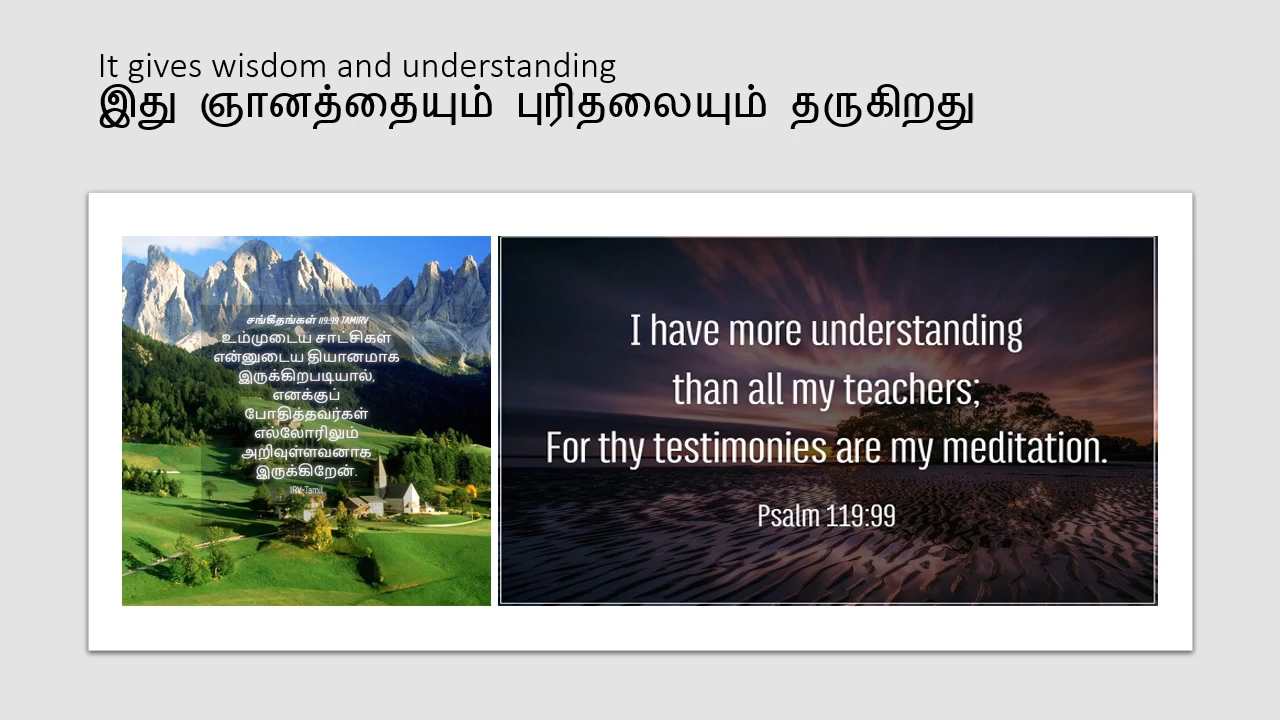 It gives wisdom and understanding
இது ஞானத்தையும் புரிதலையும் தருகிறது
சங்கீதங்கள் 119:99 TAMIRV
உம்முடைய சாட்சிகள்
என்னுடைய தியானமாக
இருக்கிறபடியால்,
எனக்குப்
போதித்தவர்கள்
எல்லோரிலும்
அறிவுள்ளவனாக
இருக்கிறேன்.
IRV-Tamil
I have more understanding
than all my teachers;
For thy testimonies are my meditation.
Psalm 119:99